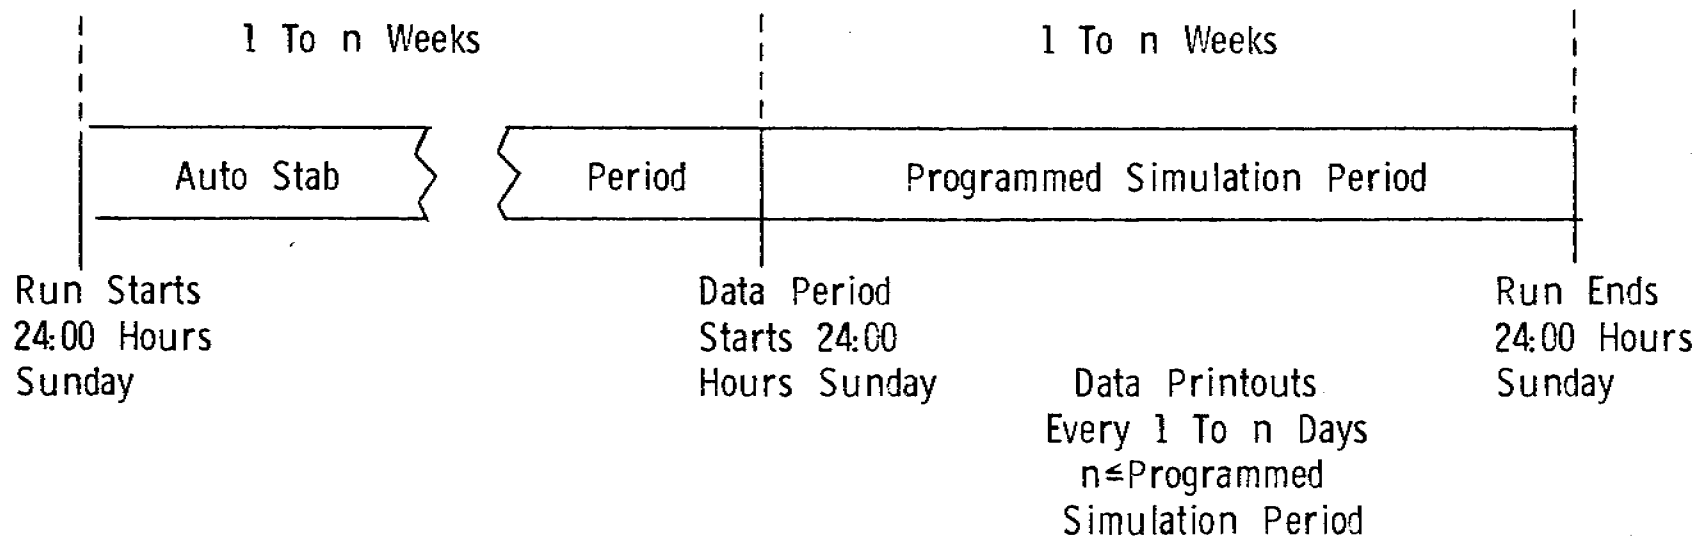 1 To n Weeks
1 To n Weeks
Auto Stab
Period
Programmed Simulation Period
Run Starts
24:00 Hours
Sunday
Data Period
Starts 24:00
Hours Sunday
Data Printouts
Every 1 To n Days
n≤Programmed
Simulation Period
Run Ends
24:00 Hours
Sunday